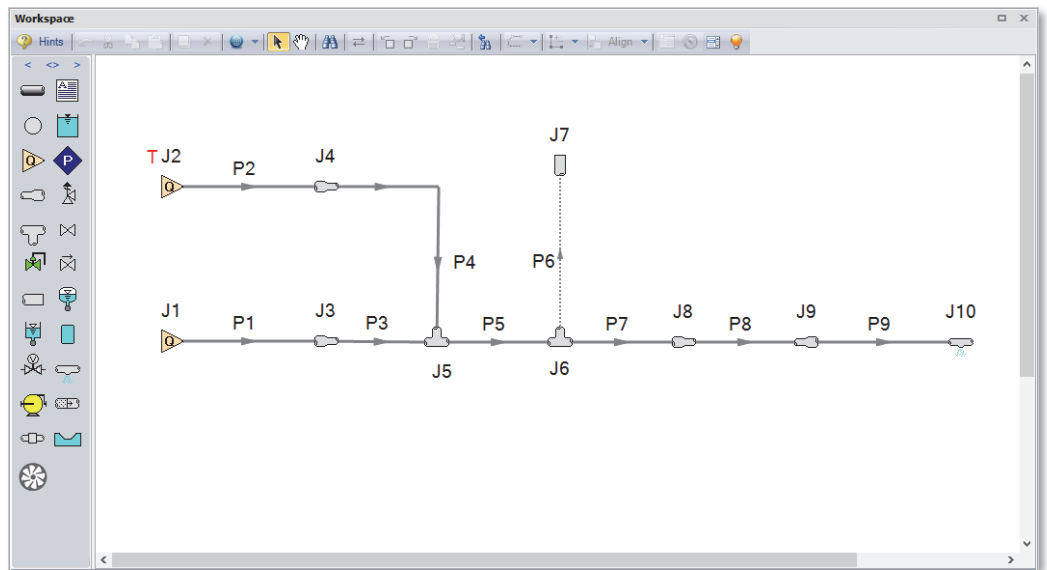 Workspace
Hints
Align
< <> >
A
Q P
J7
T J2 P2 J4
Q
P4 P6
J1 P1 J3 P3 P5 P7 J8 P8 J9 P9 J10
Q
J5 J6